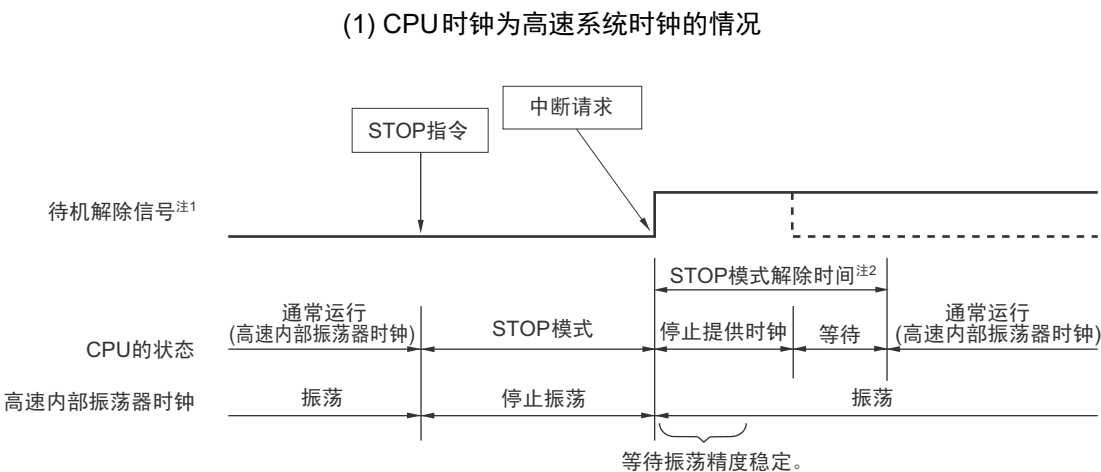 (1) CPU时钟为高速系统时钟的情况
中断请求
STOP指令
待机解除信号注1
STOP模式解除时间注2
通常运行
(高速内部振荡器时钟)
STOP模式
停止提供时钟
等待
通常运行
(高速内部振荡器时钟)
CPU的状态
高速内部振荡器时钟
振荡
停止振荡
振荡
等待振荡精度稳定。